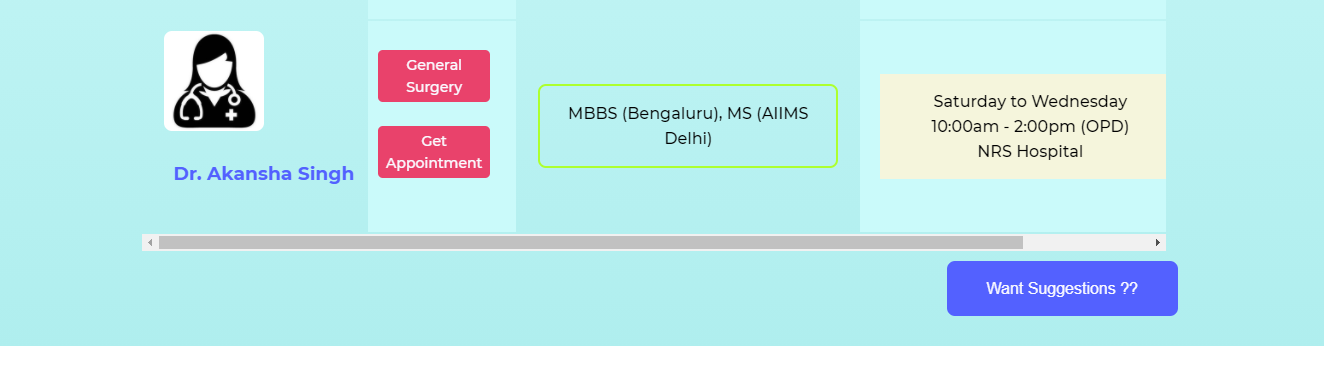 General
Surgery
Get
Appointment
Dr. Akansha Singh
MBBS (Bengaluru), MS (AIIMS
Delhi)
Saturday to Wednesday
10:00am - 2:00pm (OPD)
NRS Hospital
Want Suggestions ??